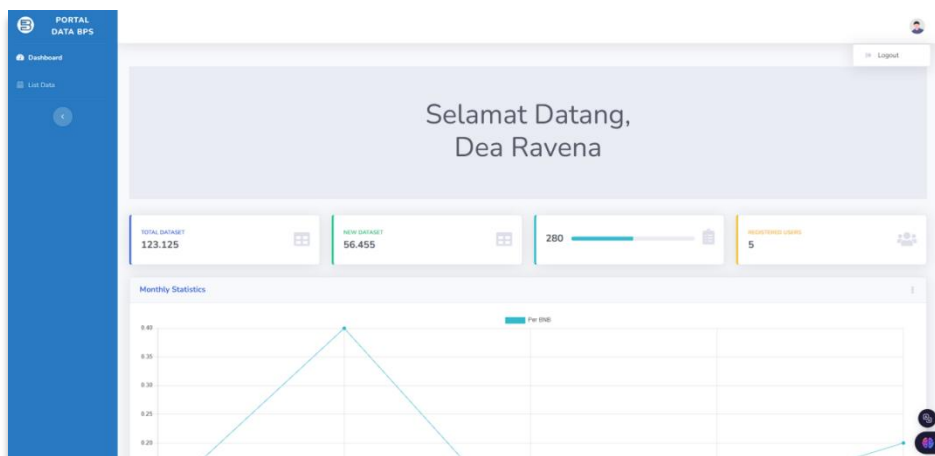 PORTAL
DATA BPS
Dashboard
List Data
Logout
Selamat Datang,
Dea Ravena
TOTAL DATASET
123.125
NEW DATASET
56.455
280
REGISTERED USERS
5
Monthly Statistics
Per BNB
0.40
0.35
0.30
0.25
0.20